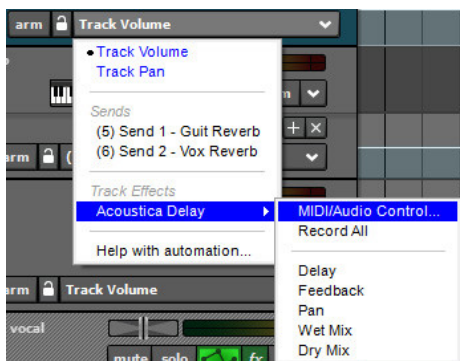 arm Track Volume
Track Volume
Track Pan
Sends
(5) Send 1 - Guit Reverb
(6) Send 2 - Vox Reverb
arm
Track Effects
Acoustica Delay
MIDI/Audio Control...
Record All
Help with automation...
Delay
Feedback
Pan
Wet Mix
Dry Mix
arm Track Volume
vocal
mute solo fx